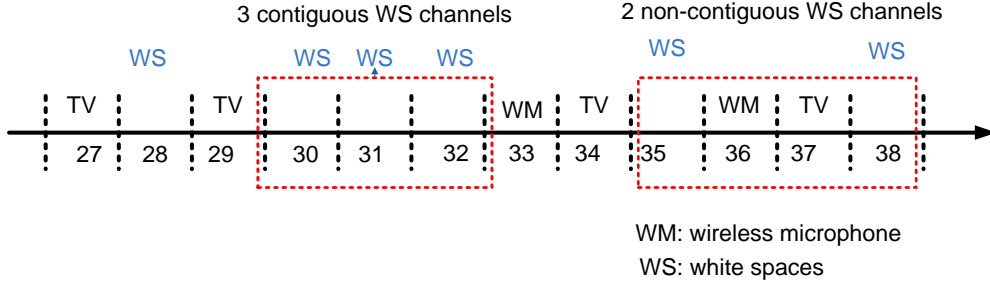 3 contiguous WS channels
2 non-contiguous WS channels
WS WS WS WS WS WS
TV TV WM TV WM TV
27 28 29 30 31 32 33 34 35 36 37 38
WM: wireless microphone
WS: white spaces